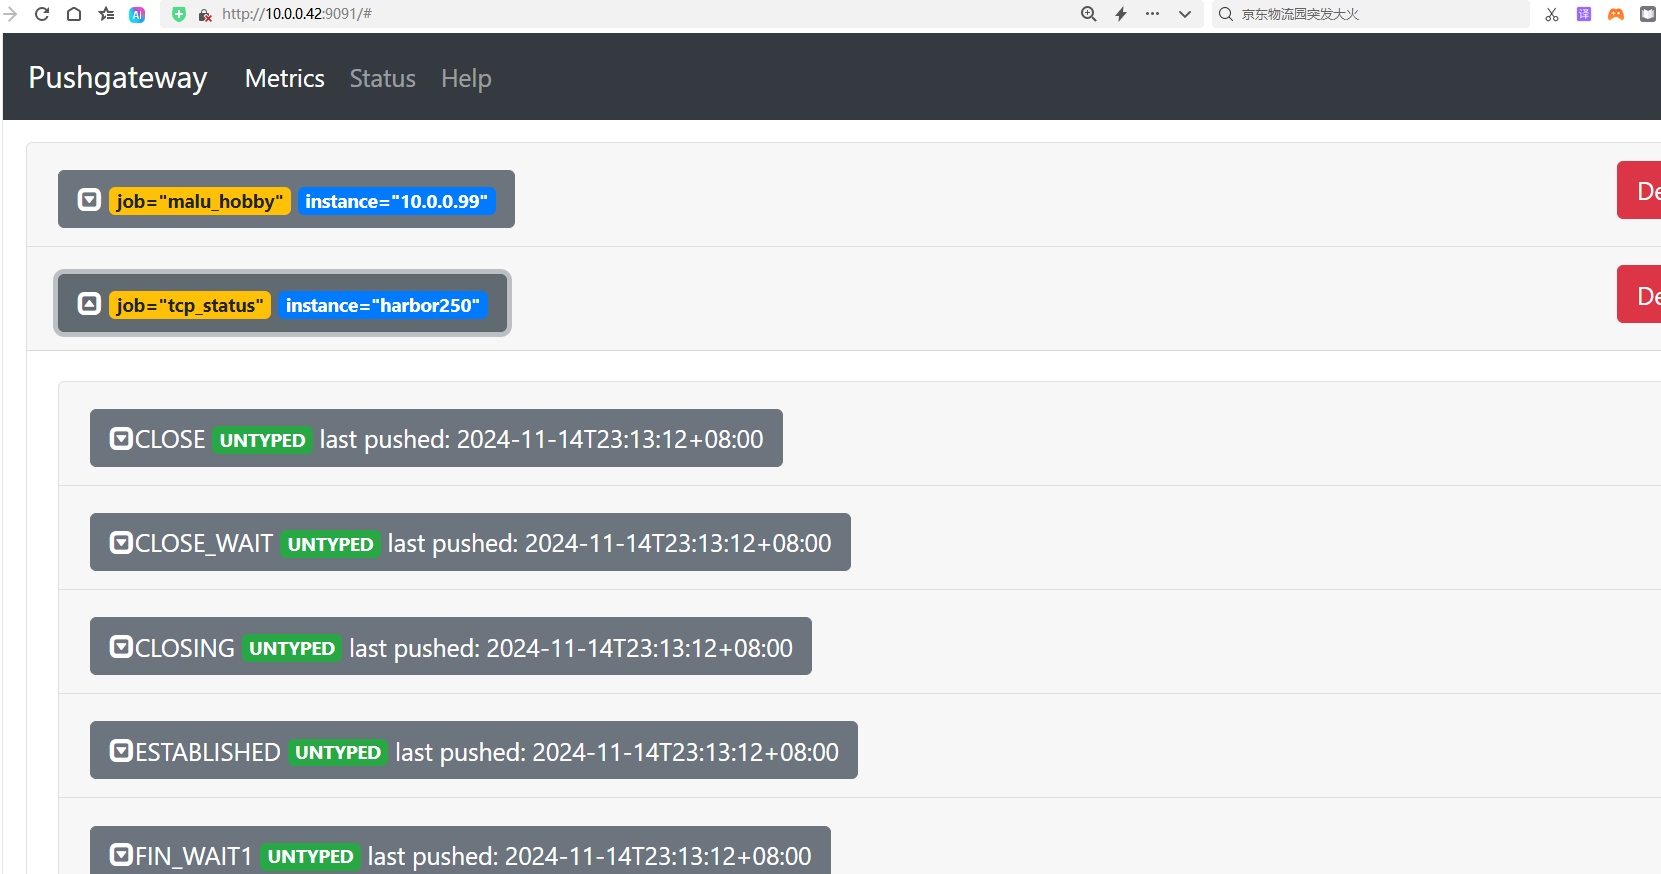 AI http://10.0.0.42:9091/# 京东物流园突发大火 译
Pushgateway Metrics Status Help
job="malu_hobby" instance="10.0.0.99" De
job="tcp_status" instance="harbor250" De
CLOSE UNTYPED last pushed: 2024-11-14T23:13:12+08:00
CLOSE_WAIT UNTYPED last pushed: 2024-11-14T23:13:12+08:00
CLOSING UNTYPED last pushed: 2024-11-14T23:13:12+08:00
ESTABLISHED UNTYPED last pushed: 2024-11-14T23:13:12+08:00
FIN_WAIT1 UNTYPED last pushed: 2024-11-14T23:13:12+08:00